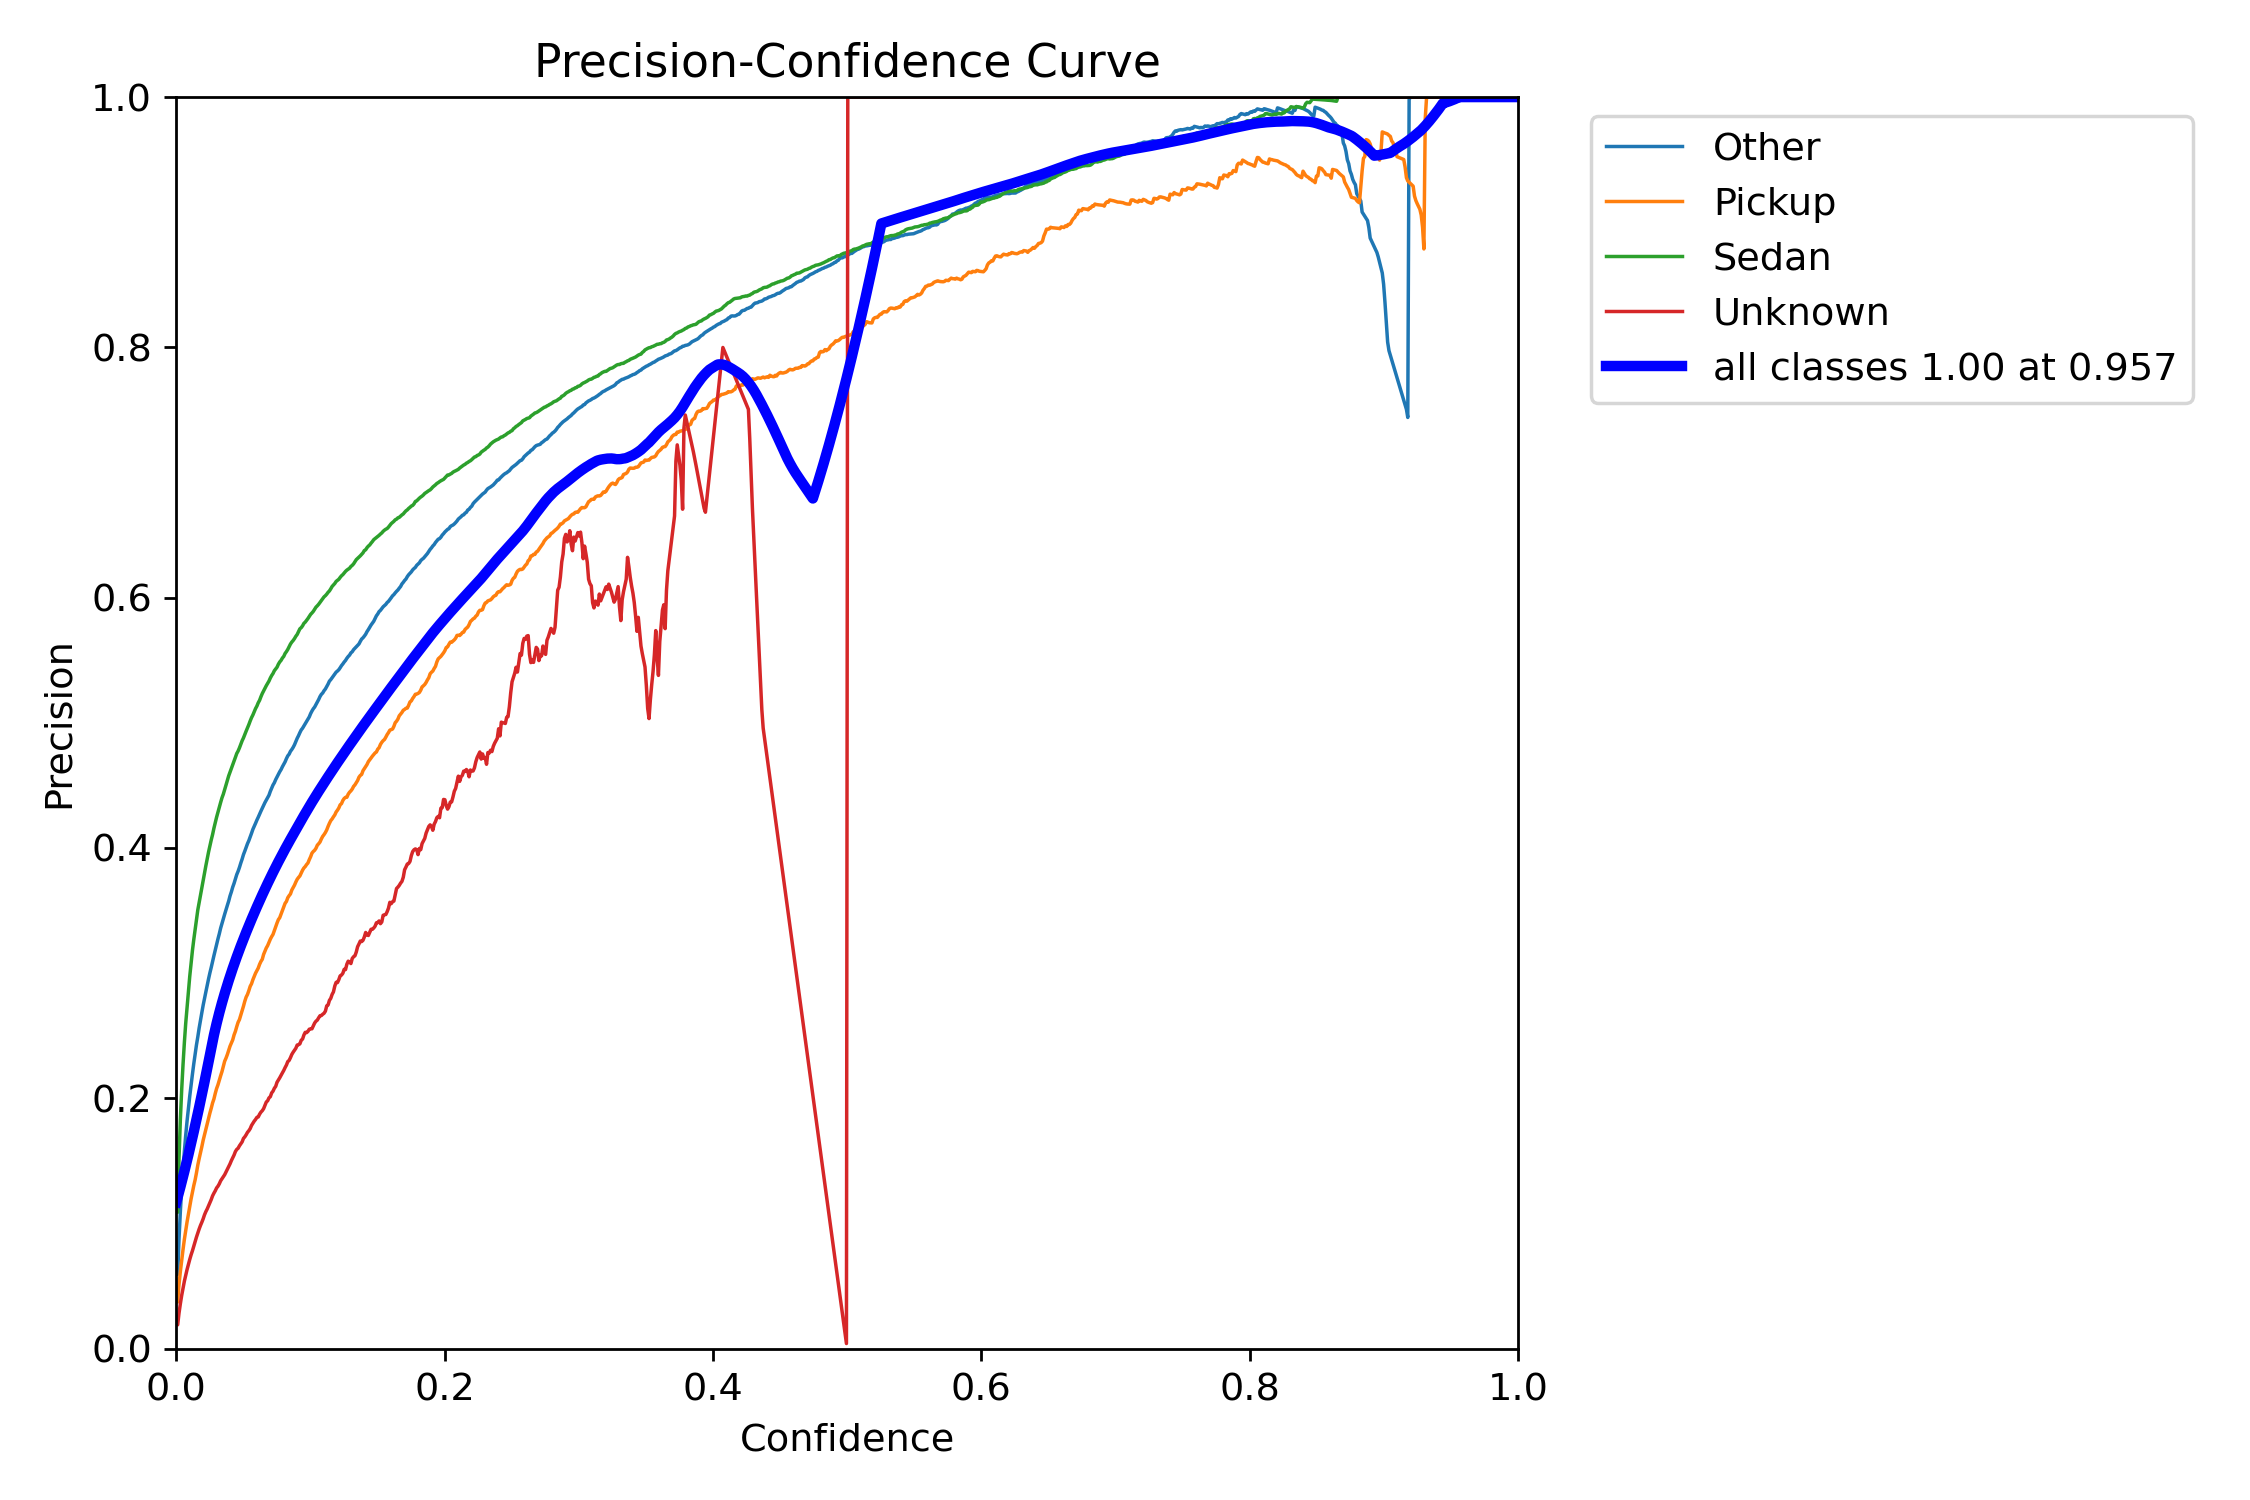 Precision-Confidence Curve
1.0
0.8
0.6
0.4
0.2
0.0
Precision
0.0 0.2 0.4 0.6 0.8 1.0
Confidence
Other
Pickup
Sedan
Unknown
all classes 1.00 at 0.957